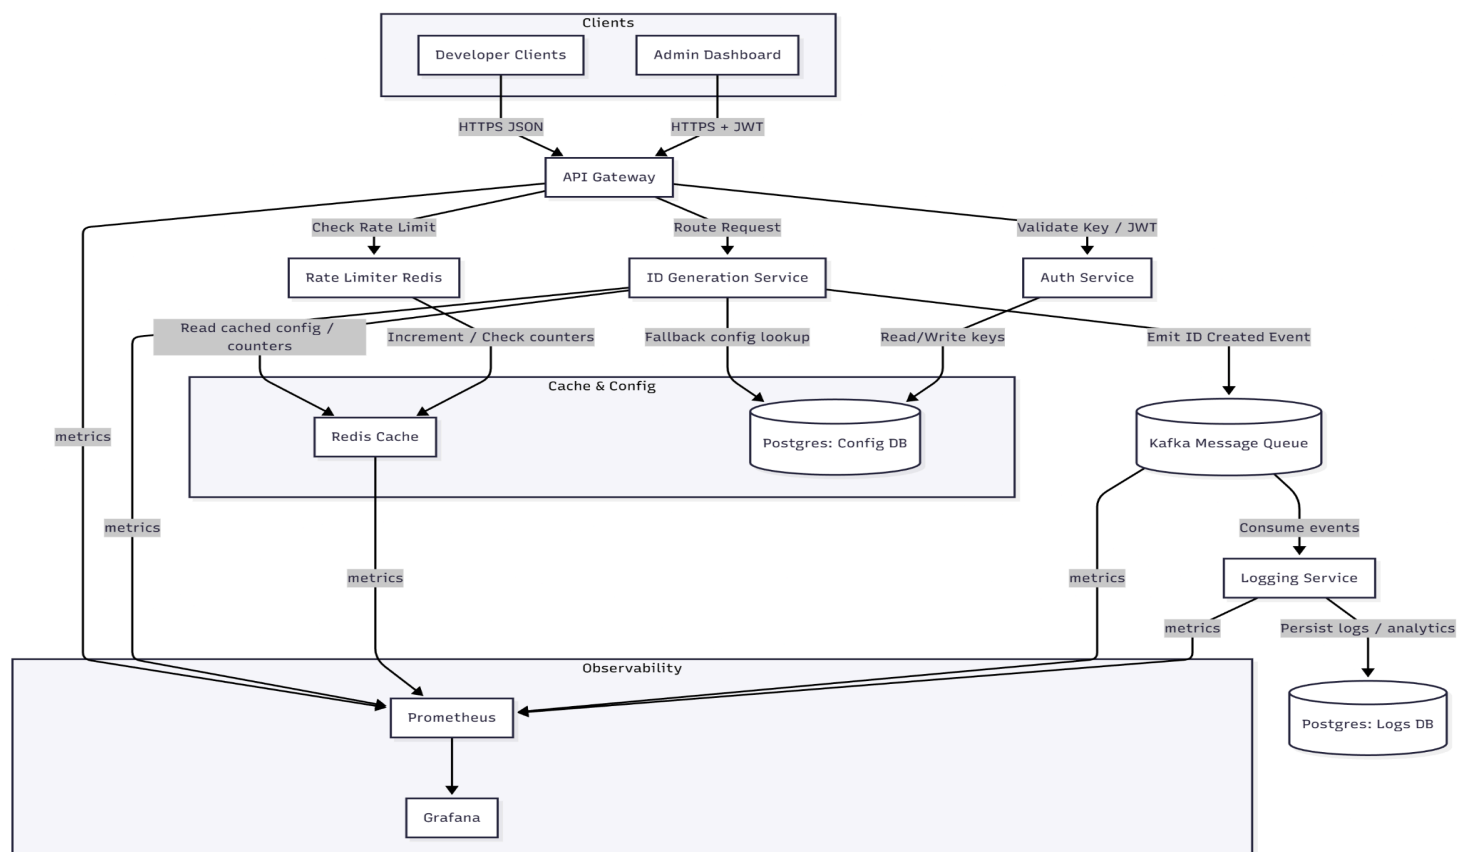 Clients
Developer Clients
Admin Dashboard
HTTPS JSON
HTTPS + JWT
API Gateway
Check Rate Limit
Route Request
Validate Key / JWT
Rate Limiter Redis
ID Generation Service
Auth Service
Read cached config /
counters
Increment / Check counters
Fallback config lookup
Read/Write keys
Emit ID Created Event
Cache & Config
Redis Cache
Postgres: Config DB
Kafka Message Queue
metrics
metrics
Consume events
metrics
metrics
Logging Service
metrics
Persist logs / analytics
Observability
Prometheus
Postgres: Logs DB
Grafana